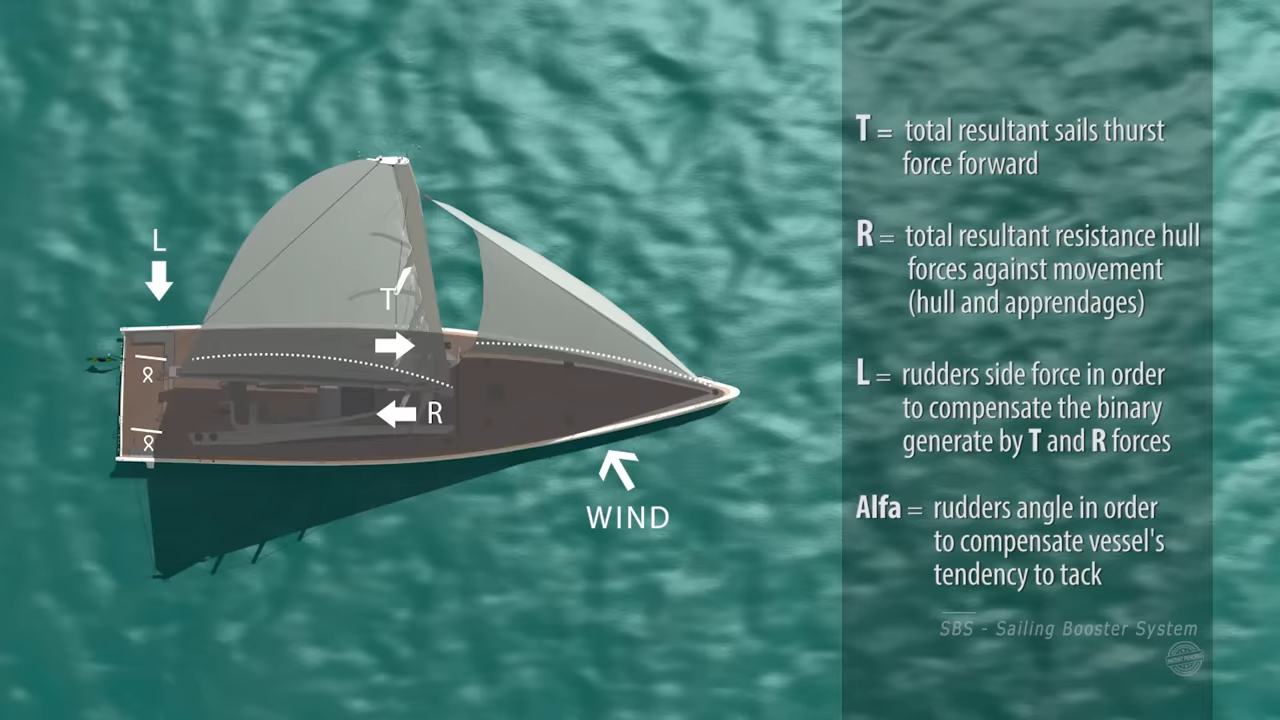 T = total resultant sails thurst
force forward
R = total resultant resistance hull
forces against movement
(hull and apprendages)
L = rudders side force in order
to compensate the binary
generate by T and R forces
Alfa = rudders angle in order
to compensate vessel's
tendency to tack
SBS - Sailing Booster System
PATENT PENDING
L
T
R
α
α
WIND